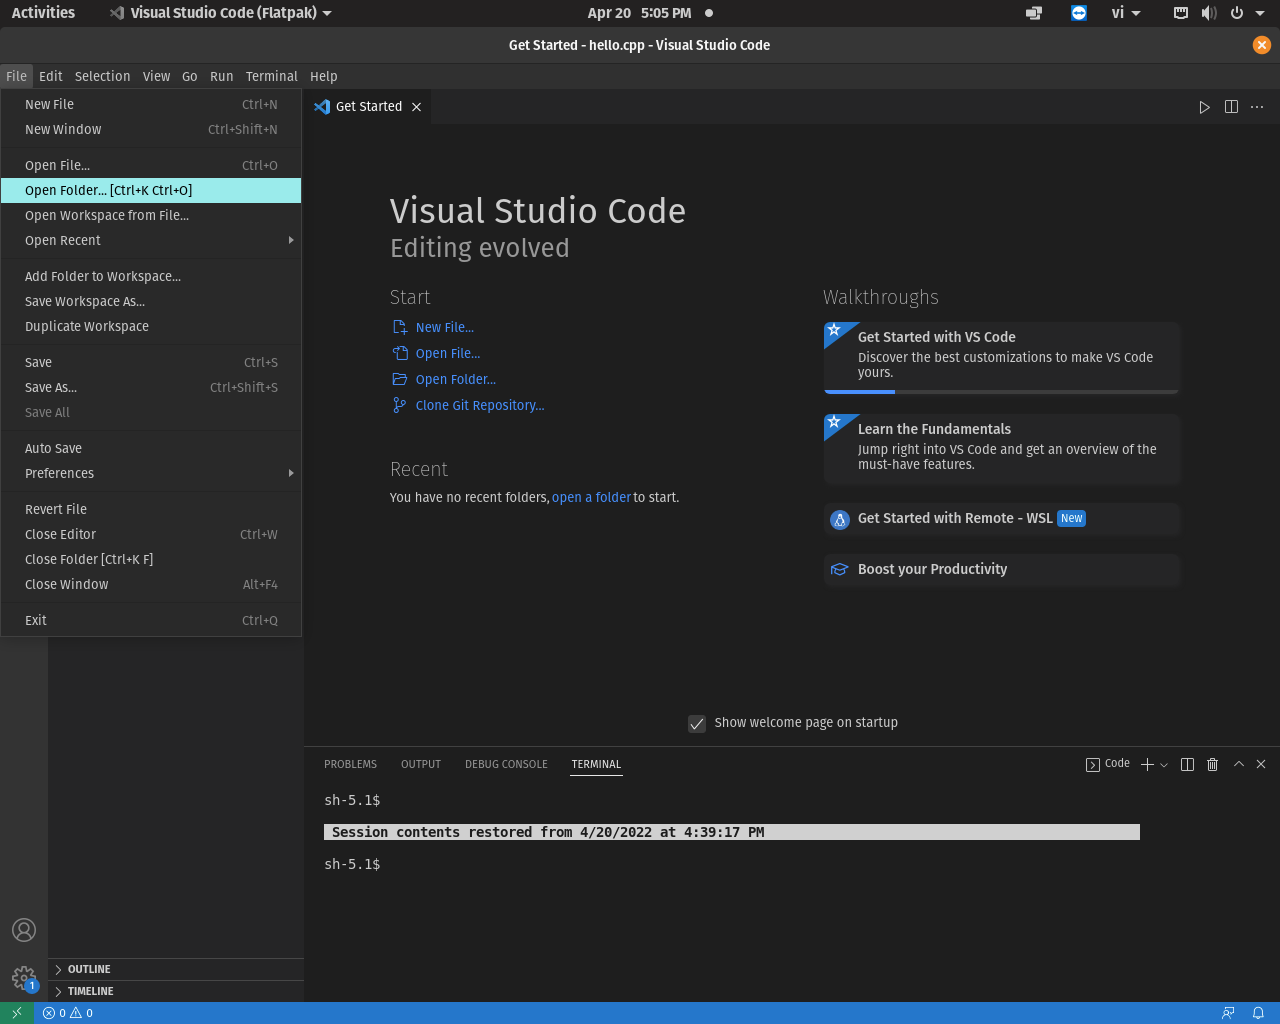 Activities Visual Studio Code (Flatpak) Apr 20 5:05 PM vi
Get Started - hello.cpp - Visual Studio Code
File Edit Selection View Go Run Terminal Help
New File Ctrl+N
New Window Ctrl+Shift+N
Open File... Ctrl+O
Open Folder... [Ctrl+K Ctrl+O]
Open Workspace from File...
Open Recent
Add Folder to Workspace...
Save Workspace As...
Duplicate Workspace
Save Ctrl+S
Save As... Ctrl+Shift+S
Save All
Auto Save
Preferences
Revert File
Close Editor Ctrl+W
Close Folder [Ctrl+K F]
Close Window Alt+F4
Exit Ctrl+Q
Get Started
Visual Studio Code
Editing evolved
Start
New File...
Open File...
Open Folder...
Clone Git Repository...
Recent
You have no recent folders, open a folder to start.
Walkthroughs
Get Started with VS Code
Discover the best customizations to make VS Code
yours.
Learn the Fundamentals
Jump right into VS Code and get an overview of the
must-have features.
Get Started with Remote - WSL New
Boost your Productivity
Show welcome page on startup
PROBLEMS OUTPUT DEBUG CONSOLE TERMINAL Code
sh-5.1$
Session contents restored from 4/20/2022 at 4:39:17 PM
sh-5.1$
OUTLINE
1
TIMELINE
0 0